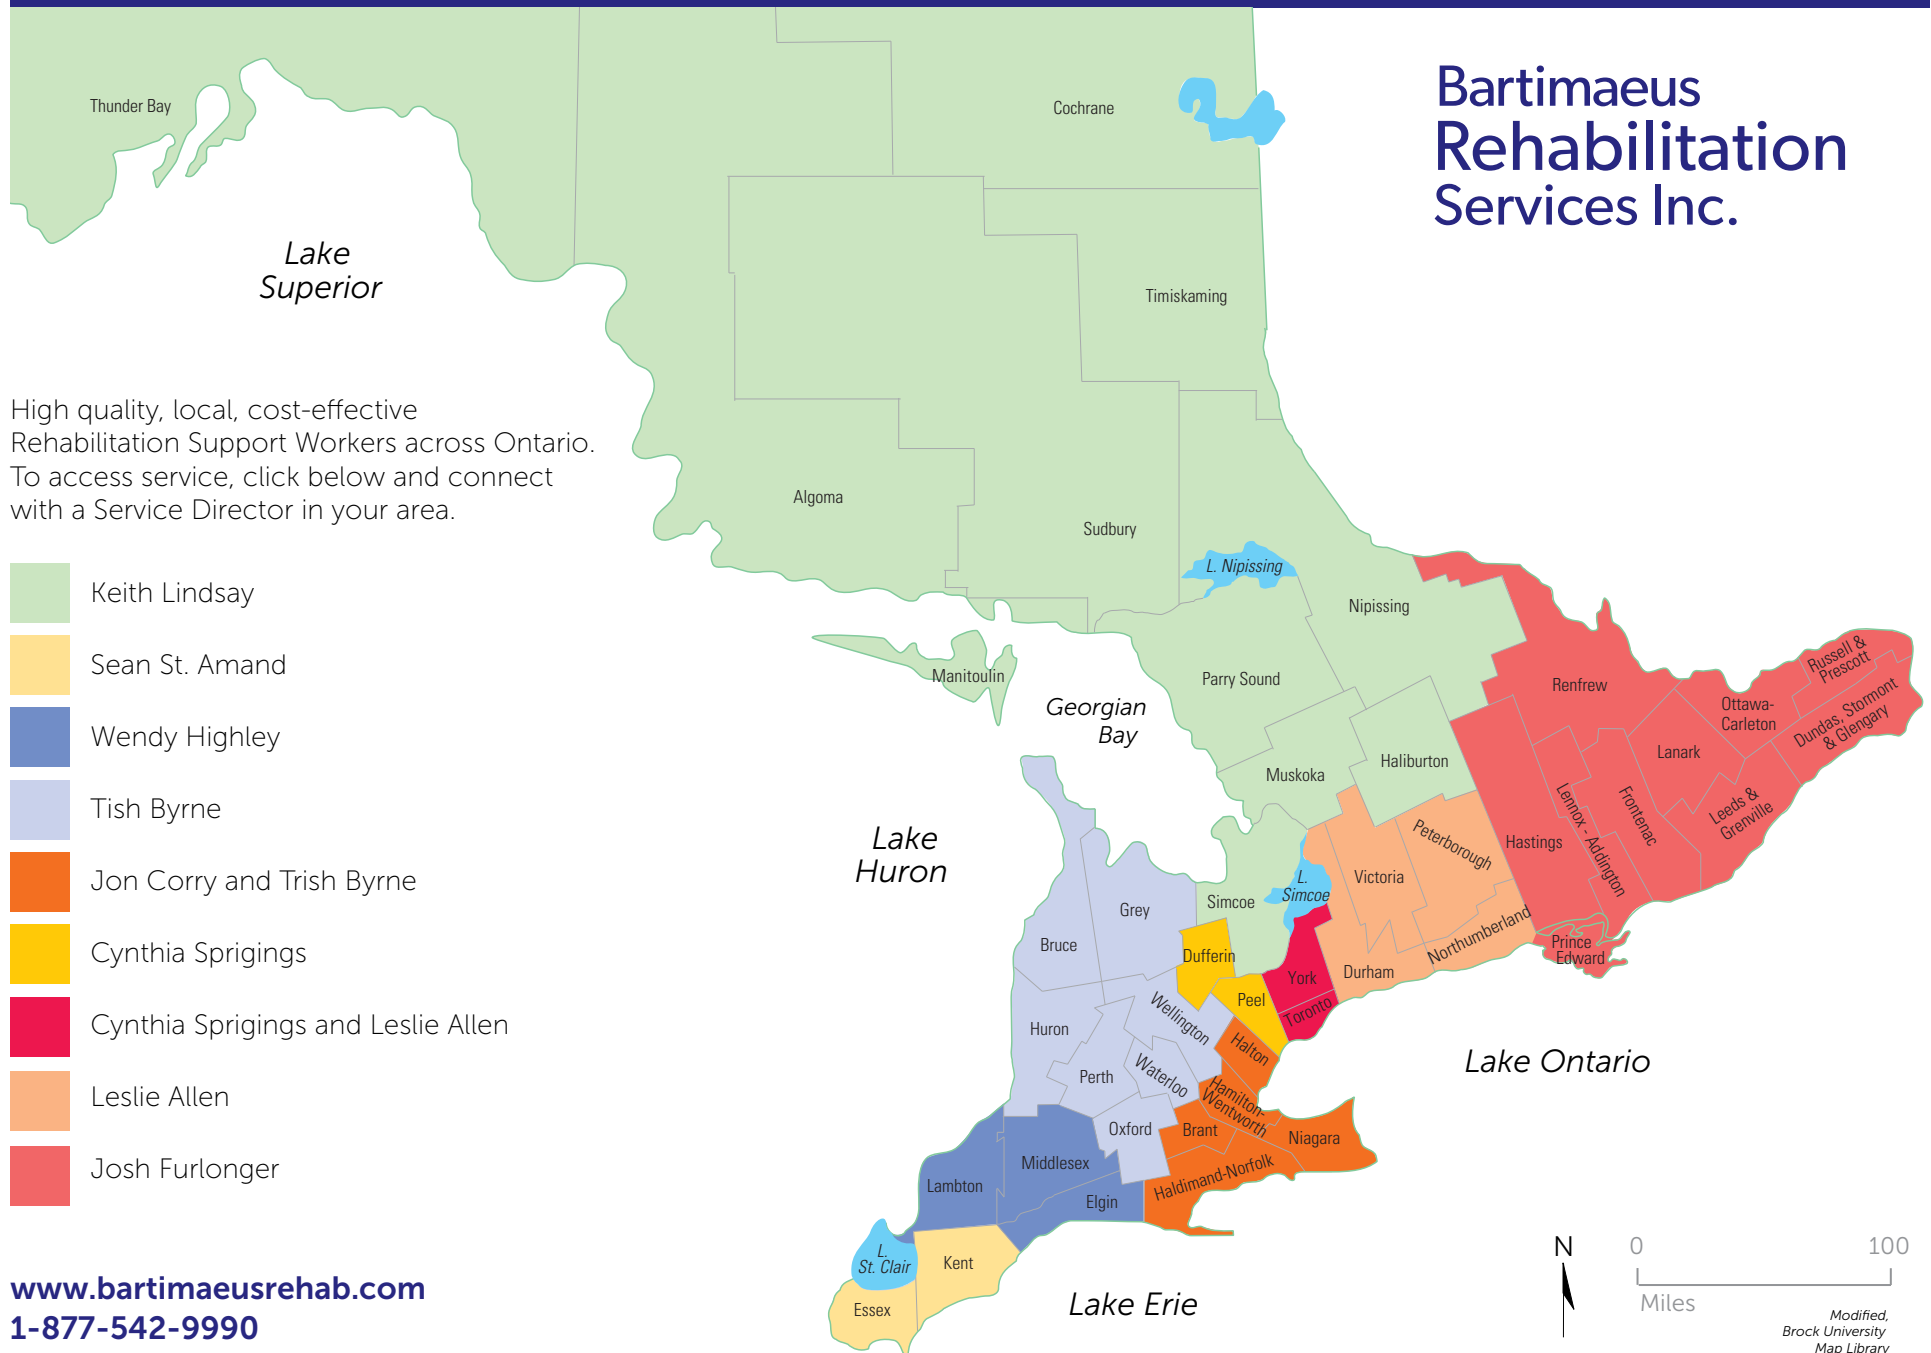 Bartimaeus
Rehabilitation
Services Inc.
Thunder Bay
Cochrane
Lake
Superior
Timiskaming
High quality, local, cost-effective
Rehabilitation Support Workers across Ontario.
To access service, click below and connect
with a Service Director in your area.
Algoma
Sudbury
L. Nipissing
Nipissing
Keith Lindsay
Sean St. Amand
Wendy Highley
Tish Byrne
Jon Corry and Trish Byrne
Cynthia Sprigings
Cynthia Sprigings and Leslie Allen
Leslie Allen
Josh Furlonger
Manitoulin
Parry Sound
Georgian
Bay
Muskoka
Haliburton
Renfrew
Russell &
Prescott
Ottawa-
Carleton
Dundas, Stormont
& Glengary
Lanark
Leeds &
Grenville
Frontenac
Lennox - Addington
Hastings
Prince
Edward
Peterborough
Victoria
Northumberland
Durham
Lake
Huron
L.
Simcoe
Simcoe
Grey
Bruce
Dufferin
York
Peel
Toronto
Wellington
Huron
Halton
Perth
Waterloo
Hamilton-
Wentworth
Oxford
Brant
Niagara
Middlesex
Haldimand-Norfolk
Lambton
Elgin
L.
St. Clair
Kent
Essex
Lake Ontario
Lake Erie
www.bartimaeusrehab.com
1-877-542-9990
N
0 100
Miles
Modified,
Brock University
Map Library